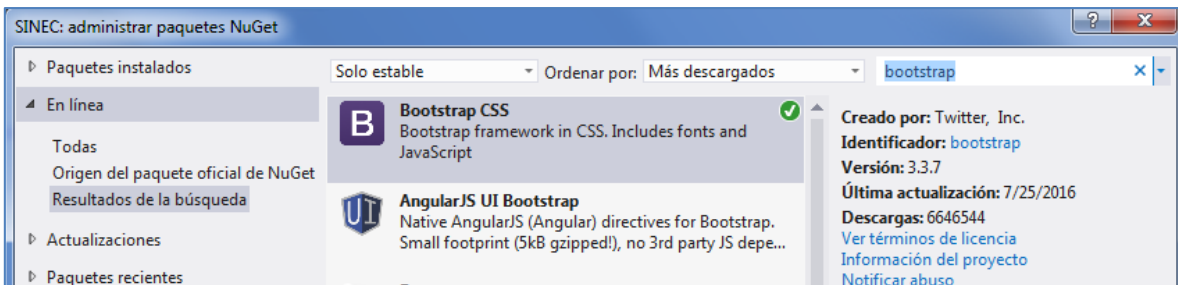 SINEC: administrar paquetes NuGet
Paquetes instalados
En línea
Todas
Origen del paquete oficial de NuGet
Resultados de la búsqueda
Actualizaciones
Paquetes recientes
Solo estable
Ordenar por: Más descargados
bootstrap
B
Bootstrap CSS
Bootstrap framework in CSS. Includes fonts and
JavaScript
UI
AngularJS UI Bootstrap
Native AngularJS (Angular) directives for Bootstrap.
Small footprint (5kB gzipped!), no 3rd party JS depe...
Creado por: Twitter, Inc.
Identificador: bootstrap
Versión: 3.3.7
Última actualización: 7/25/2016
Descargas: 6646544
Ver términos de licencia
Información del proyecto
Notificar abuso